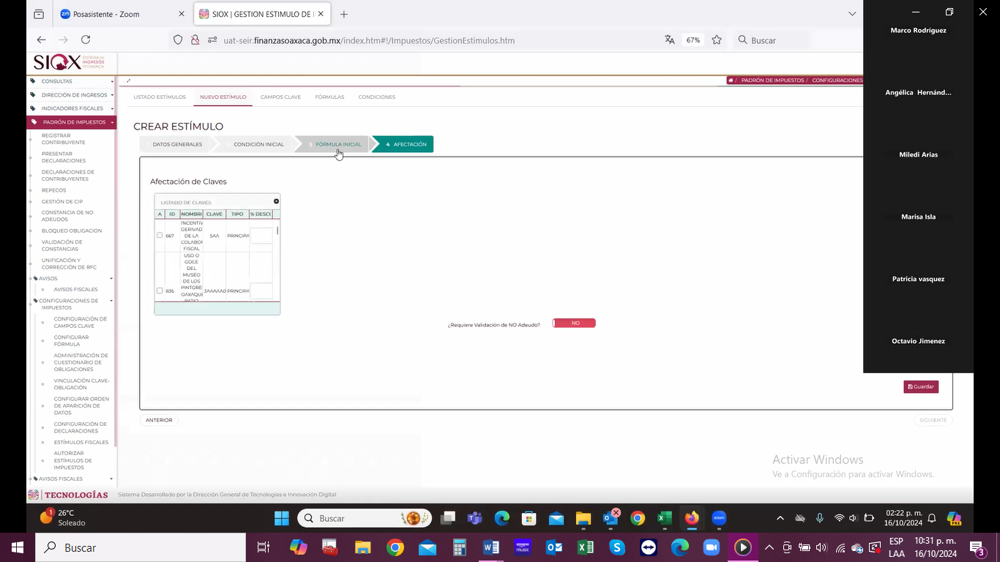 Posasistente - Zoom
SIOX | GESTION ESTIMULO DE
uat-seir.finanzasoaxaca.gob.mx/index.htm#!/Impuestos/GestionEstimulos.htm
67%
Buscar
Marco Rodríguez
Angélica Hernánd...
Miledi Arias
Marisa Isla
Patricia vasquez
Octavio Jimenez
SIOX SISTEMA DE INGRESOS DE OAXACA
CONSULTAS
DIRECCIÓN DE INGRESOS
INDICADORES FISCALES
PADRÓN DE IMPUESTOS
REGISTRAR
CONTRIBUYENTE
PRESENTAR
DECLARACIONES
DECLARACIONES DE
CONTRIBUYENTES
REPECOS
GESTIÓN DE CIP
CONSTANCIA DE NO
ADEUDOS
BLOQUEO OBLIGACION
VALIDACIÓN DE
CONSTANCIAS
UNIFICACIÓN Y
CORRECCIÓN DE RFC
AVISOS
AVISOS FISCALES
CONFIGURACIONES DE
IMPUESTOS
CONFIGURACIÓN DE
CAMPOS CLAVE
CONFIGURAR
FÓRMULA
ADMINISTRACIÓN DE
CUESTIONARIO DE
OBLIGACIONES
VINCULACIÓN CLAVE-
OBLIGACIÓN
CONFIGURAR ORDEN
DE APARICIÓN DE
DATOS
CONFIGURACIÓN DE
DECLARACIONES
ESTÍMULOS FISCALES
AUTORIZAR
ESTÍMULOS DE
IMPUESTOS
AVISOS FISCALES
/ PADRÓN DE IMPUESTOS / CONFIGURACIONES
LISTADO ESTÍMULOS NUEVO ESTÍMULO CAMPOS CLAVE FÓRMULAS CONDICIONES
CREAR ESTÍMULO
DATOS GENERALES CONDICIÓN INICIAL 3 FÓRMULA INICIAL 4 AFECTACIÓN
Afectación de Claves
LISTADO DE CLAVES
A ID NOMBRE CLAVE TIPO % DESCI
667 INCENTIV DERIVAD DE LA COLABOR FISCAL 5AA PRINCIPA
836 USO O GOCE DEL MUSEO DE LOS PINTORE OAXAQUE PATIO 3AAAAAC PRINCIPA
¿Requiere Validación de NO Adeudo? NO
Guardar
ANTERIOR
SIGUIENTE
Activar Windows
Ve a Configuración para activar Windows.
TECNOLOGÍAS
Sistema Desarrollado por la Dirección General de Tecnologías e Innovación Digital
1
26°C
Soleado
Buscar
02:22 p. m.
16/10/2024
PRE
Buscar
amazon music
ESP
LAA
10:31 p. m.
16/10/2024
3